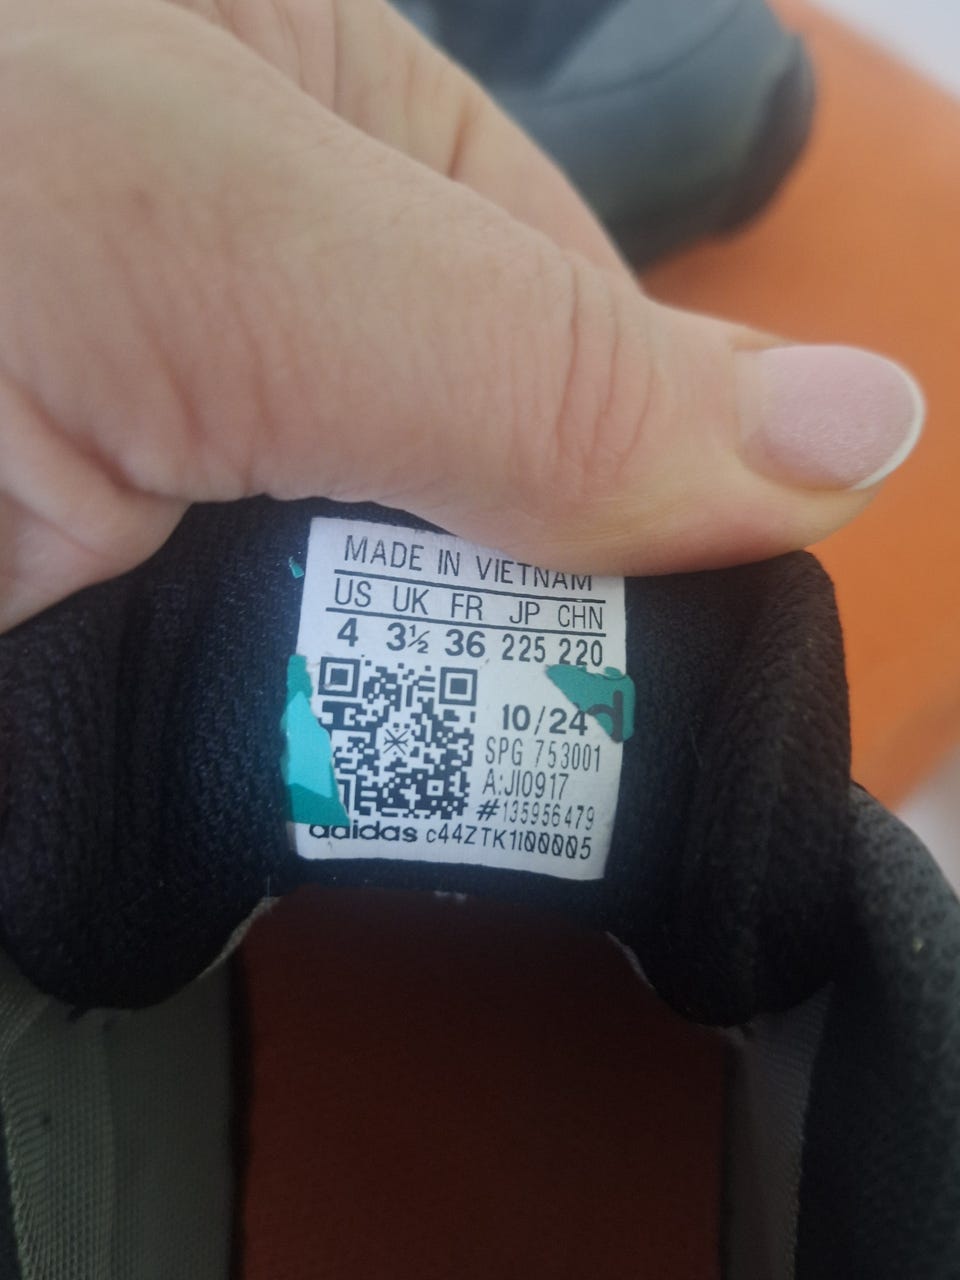 MADE IN VIETNAM
US UK FR JP CHN
4 3½ 36 225 220
10/24
SPG 753001
A:JI0917
#135956479
adidas c44ZTK1I00005